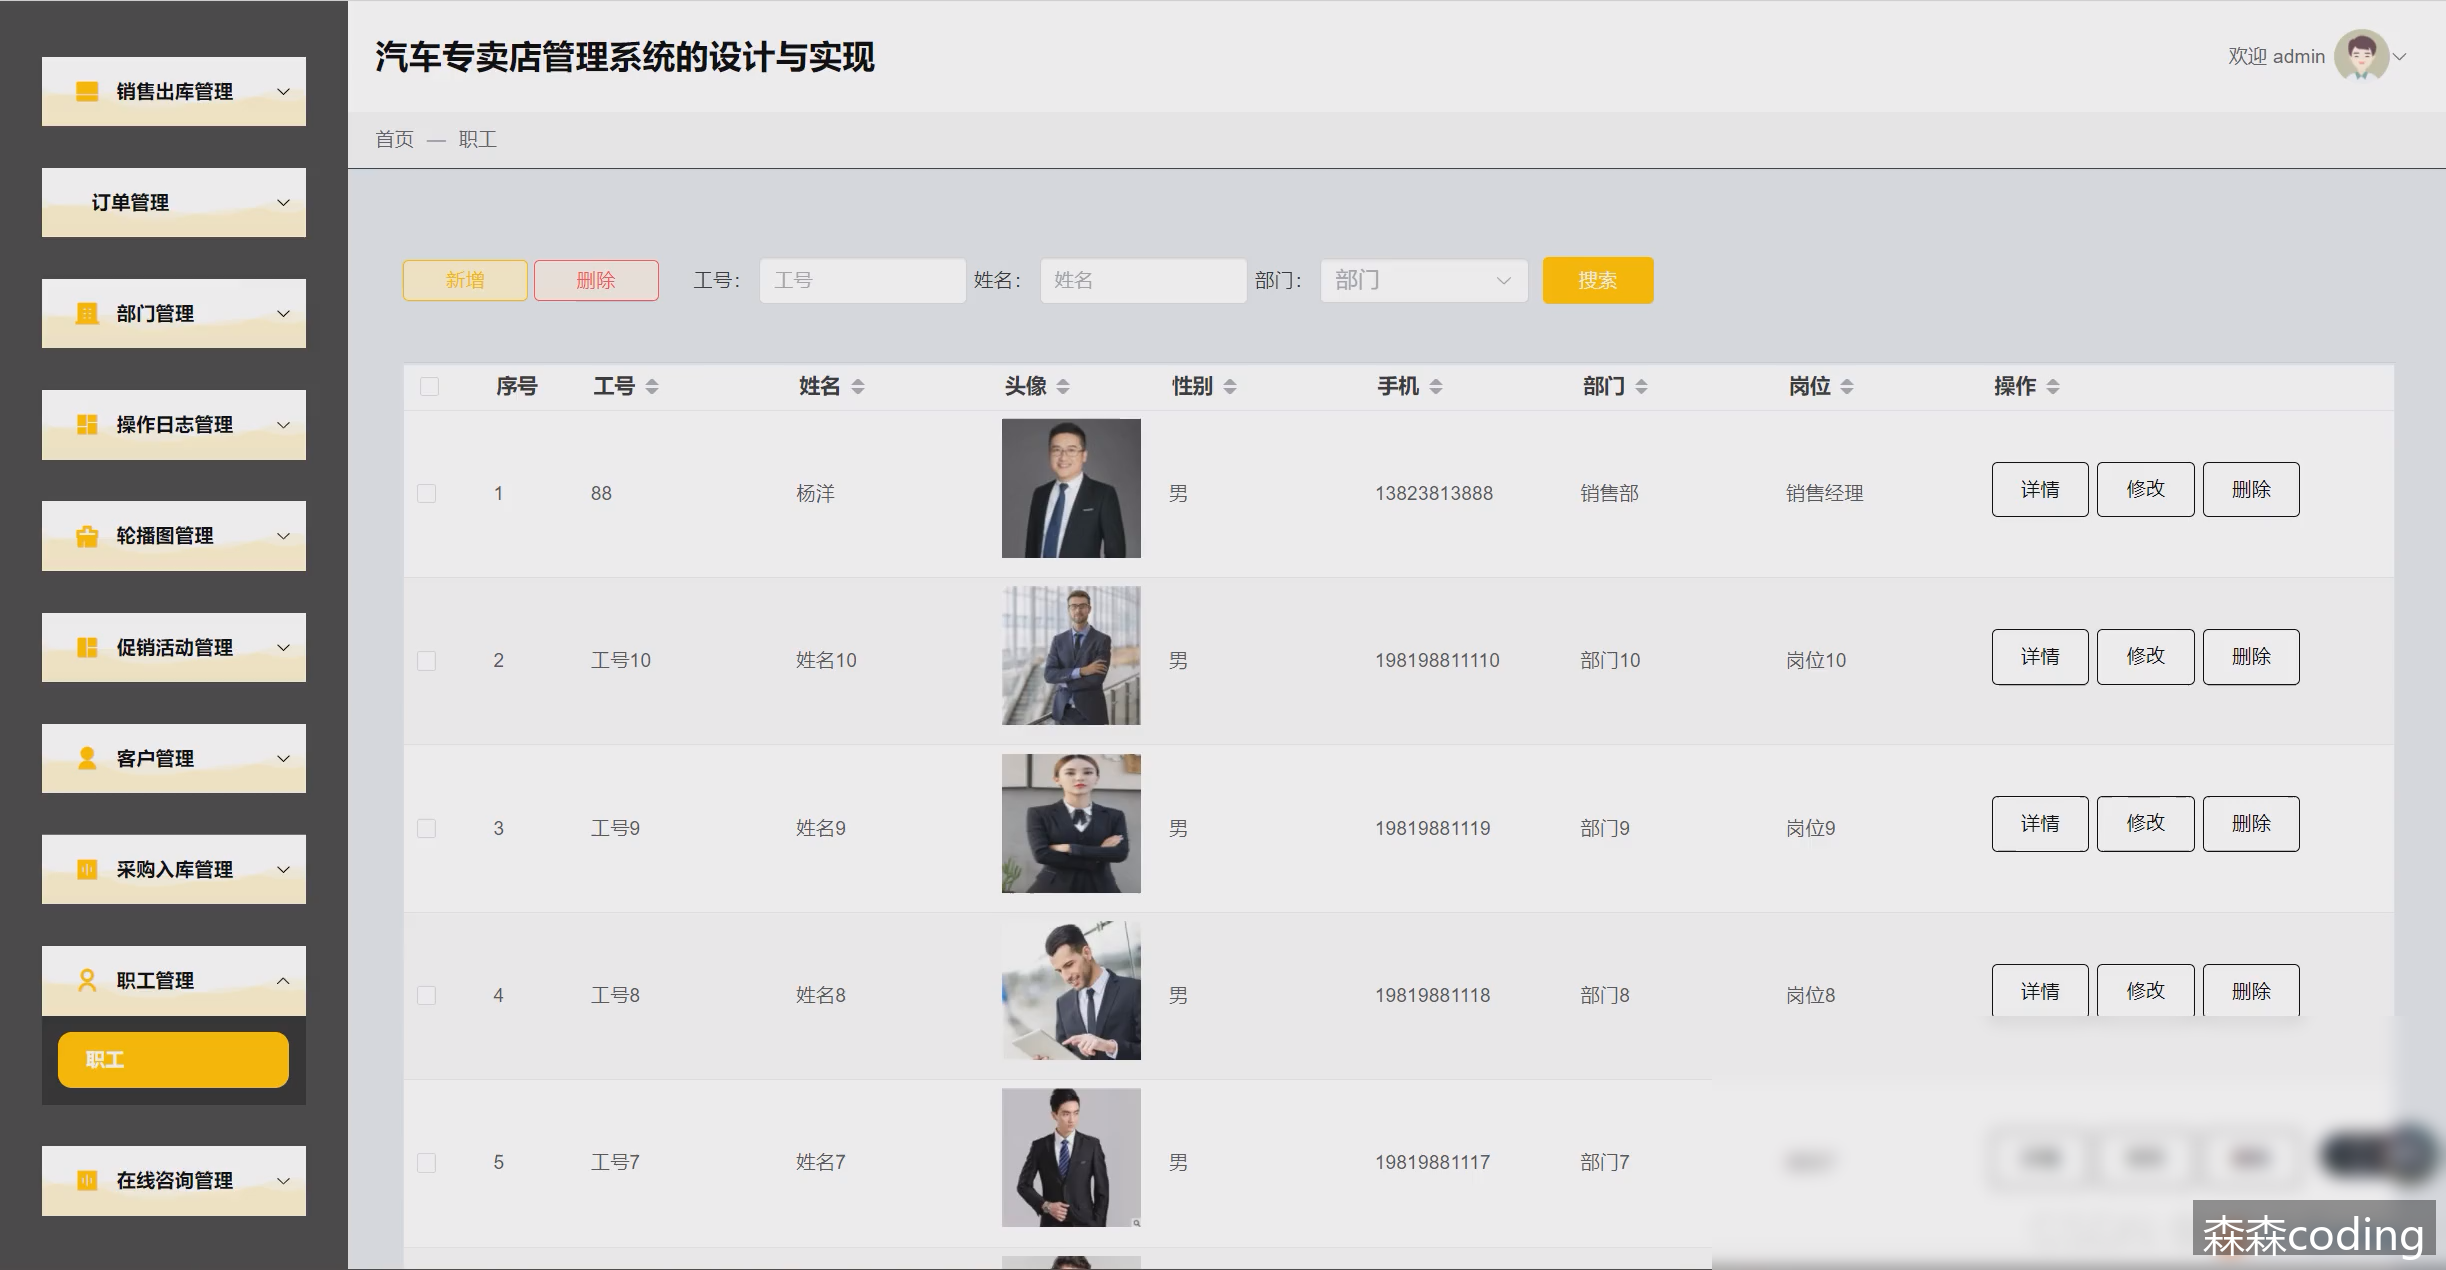 汽车专卖店管理系统的设计与实现
欢迎 admin
首页 — 职工
销售出库管理
订单管理
部门管理
操作日志管理
轮播图管理
促销活动管理
客户管理
采购入库管理
职工管理
职工
在线咨询管理
新增 删除 工号： 工号 姓名： 姓名 部门： 部门 搜索
序号 工号 姓名 头像 性别 手机 部门 岗位 操作
1 88 杨洋 男 13823813888 销售部 销售经理 详情 修改 删除
2 工号10 姓名10 男 198198811110 部门10 岗位10 详情 修改 删除
3 工号9 姓名9 男 19819881119 部门9 岗位9 详情 修改 删除
4 工号8 姓名8 男 19819881118 部门8 岗位8 详情 修改 删除
5 工号7 姓名7 男 19819881117 部门7
森森coding